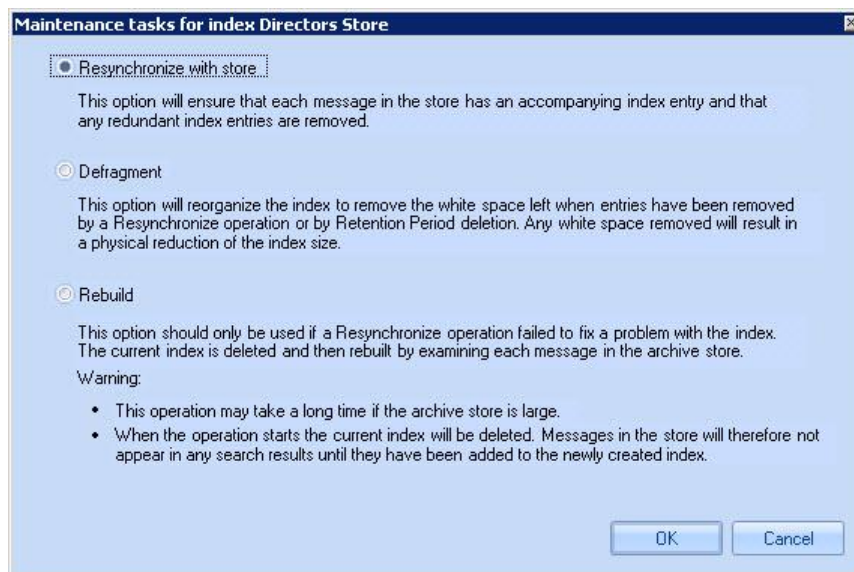 Maintenance tasks for index Directors Store
Resynchronize with store
This option will ensure that each message in the store has an accompanying index entry and that
any redundant index entries are removed.
Defragment
This option will reorganize the index to remove the white space left when entries have been removed
by a Resynchronize operation or by Retention Period deletion. Any white space removed will result in
a physical reduction of the index size.
Rebuild
This option should only be used if a Resynchronize operation failed to fix a problem with the index.
The current index is deleted and then rebuilt by examining each message in the archive store.
Warning:
• This operation may take a long time if the archive store is large.
• When the operation starts the current index will be deleted. Messages in the store will therefore not
appear in any search results until they have been added to the newly created index.
OK Cancel